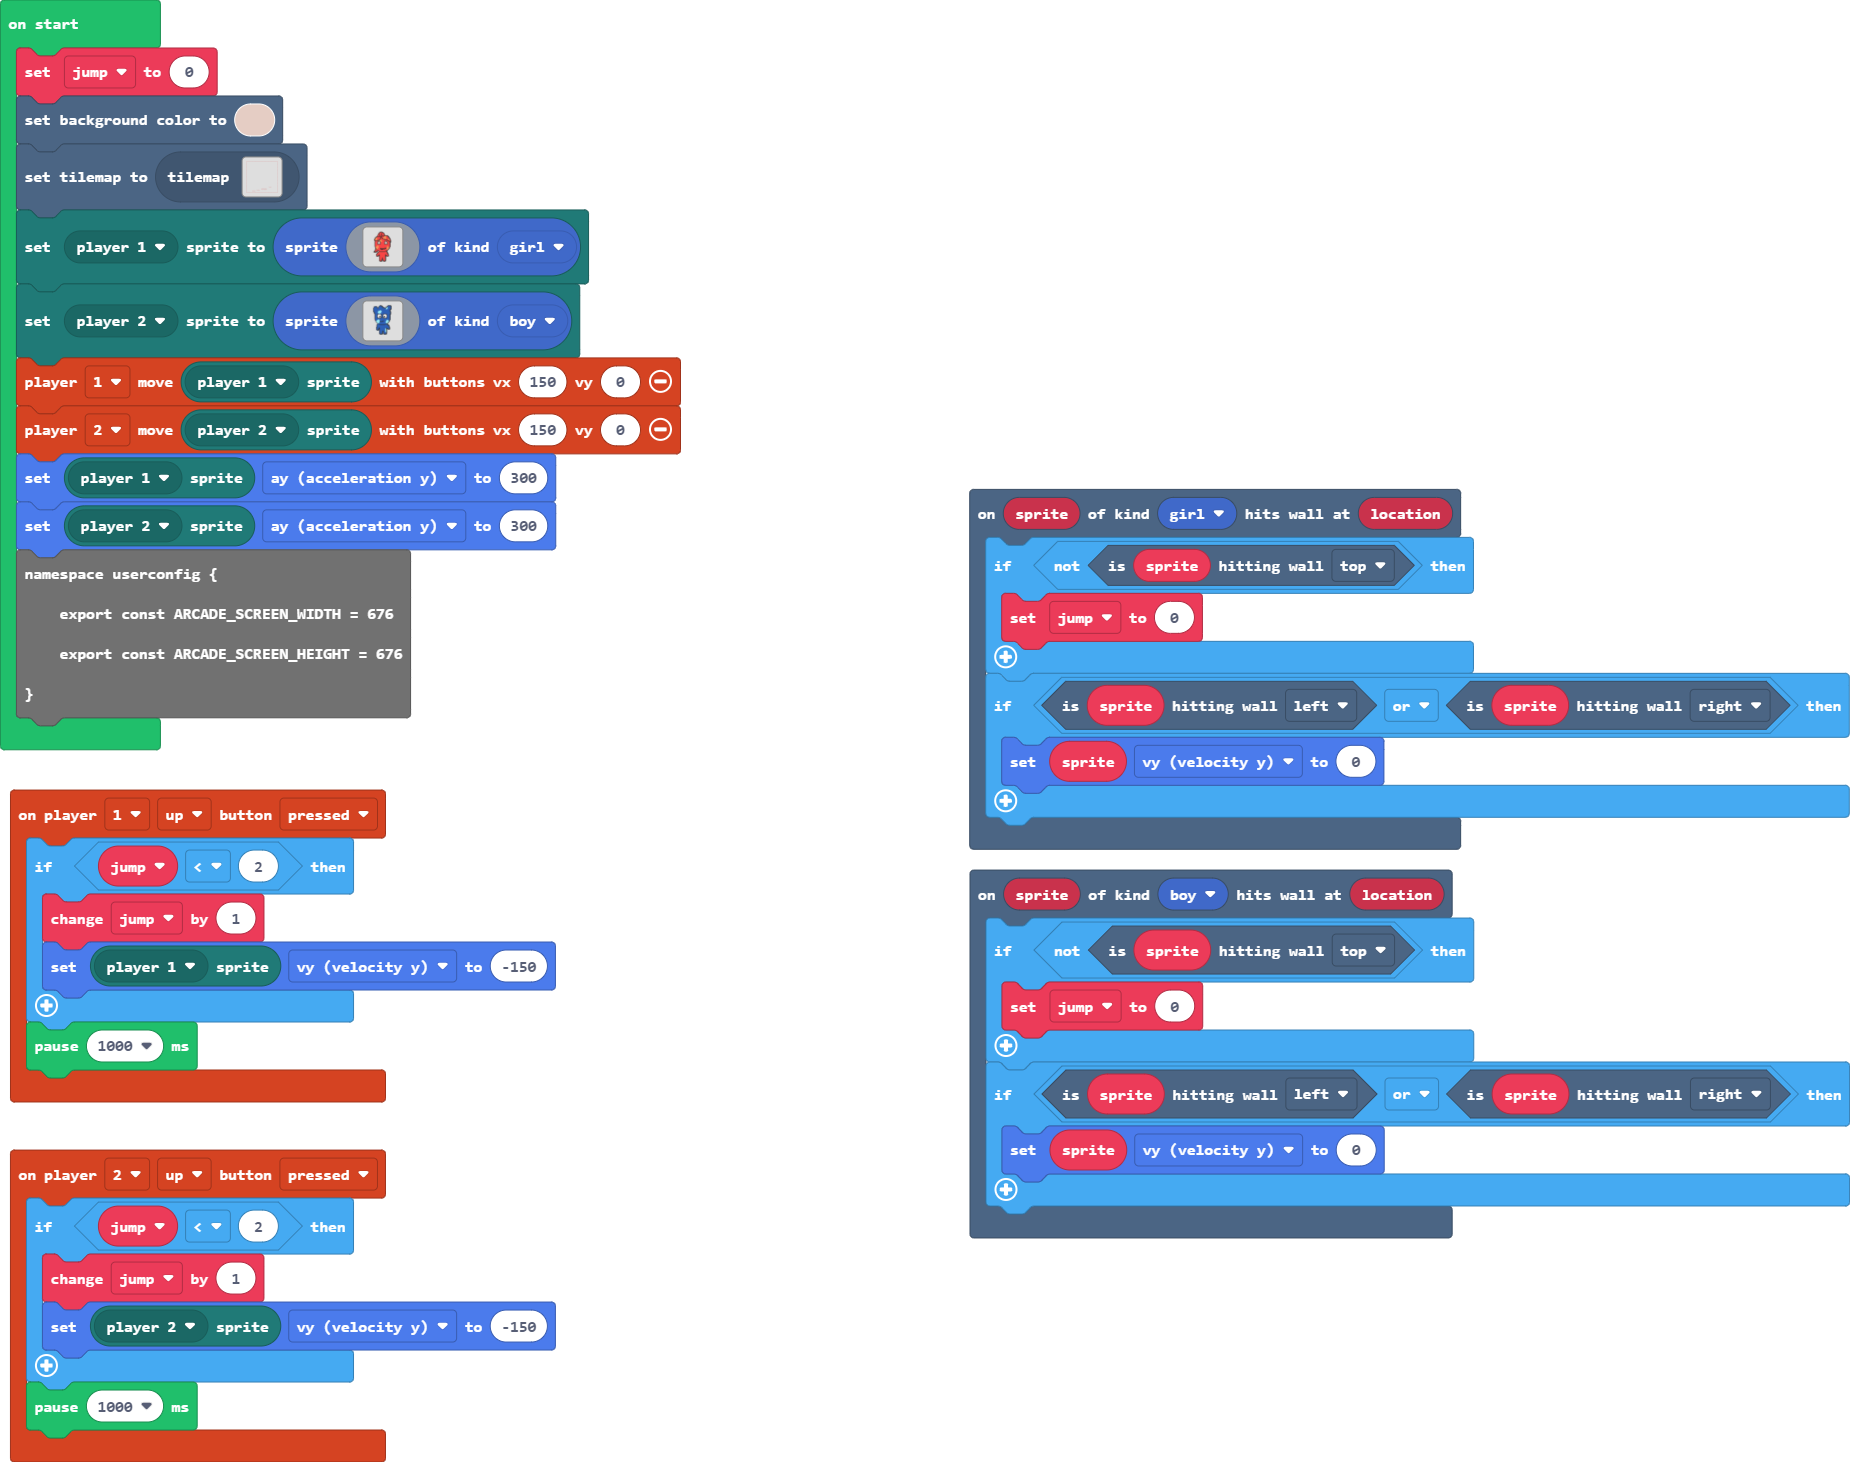 on start
set jump to 0
set background color to
set tilemap to tilemap
set player 1 sprite to sprite of kind girl
set player 2 sprite to sprite of kind boy
player 1 move player 1 sprite with buttons vx 150 vy 0
player 2 move player 2 sprite with buttons vx 150 vy 0
set player 1 sprite ay (acceleration y) to 300
set player 2 sprite ay (acceleration y) to 300
namespace userconfig {
export const ARCADE_SCREEN_WIDTH = 676
export const ARCADE_SCREEN_HEIGHT = 676
}
on player 1 up button pressed
if jump < 2 then
change jump by 1
set player 1 sprite vy (velocity y) to -150
pause 1000 ms
on player 2 up button pressed
if jump < 2 then
change jump by 1
set player 2 sprite vy (velocity y) to -150
pause 1000 ms
on sprite of kind girl hits wall at location
if not is sprite hitting wall top then
set jump to 0
if is sprite hitting wall left or is sprite hitting wall right then
set sprite vy (velocity y) to 0
on sprite of kind boy hits wall at location
if not is sprite hitting wall top then
set jump to 0
if is sprite hitting wall left or is sprite hitting wall right then
set sprite vy (velocity y) to 0